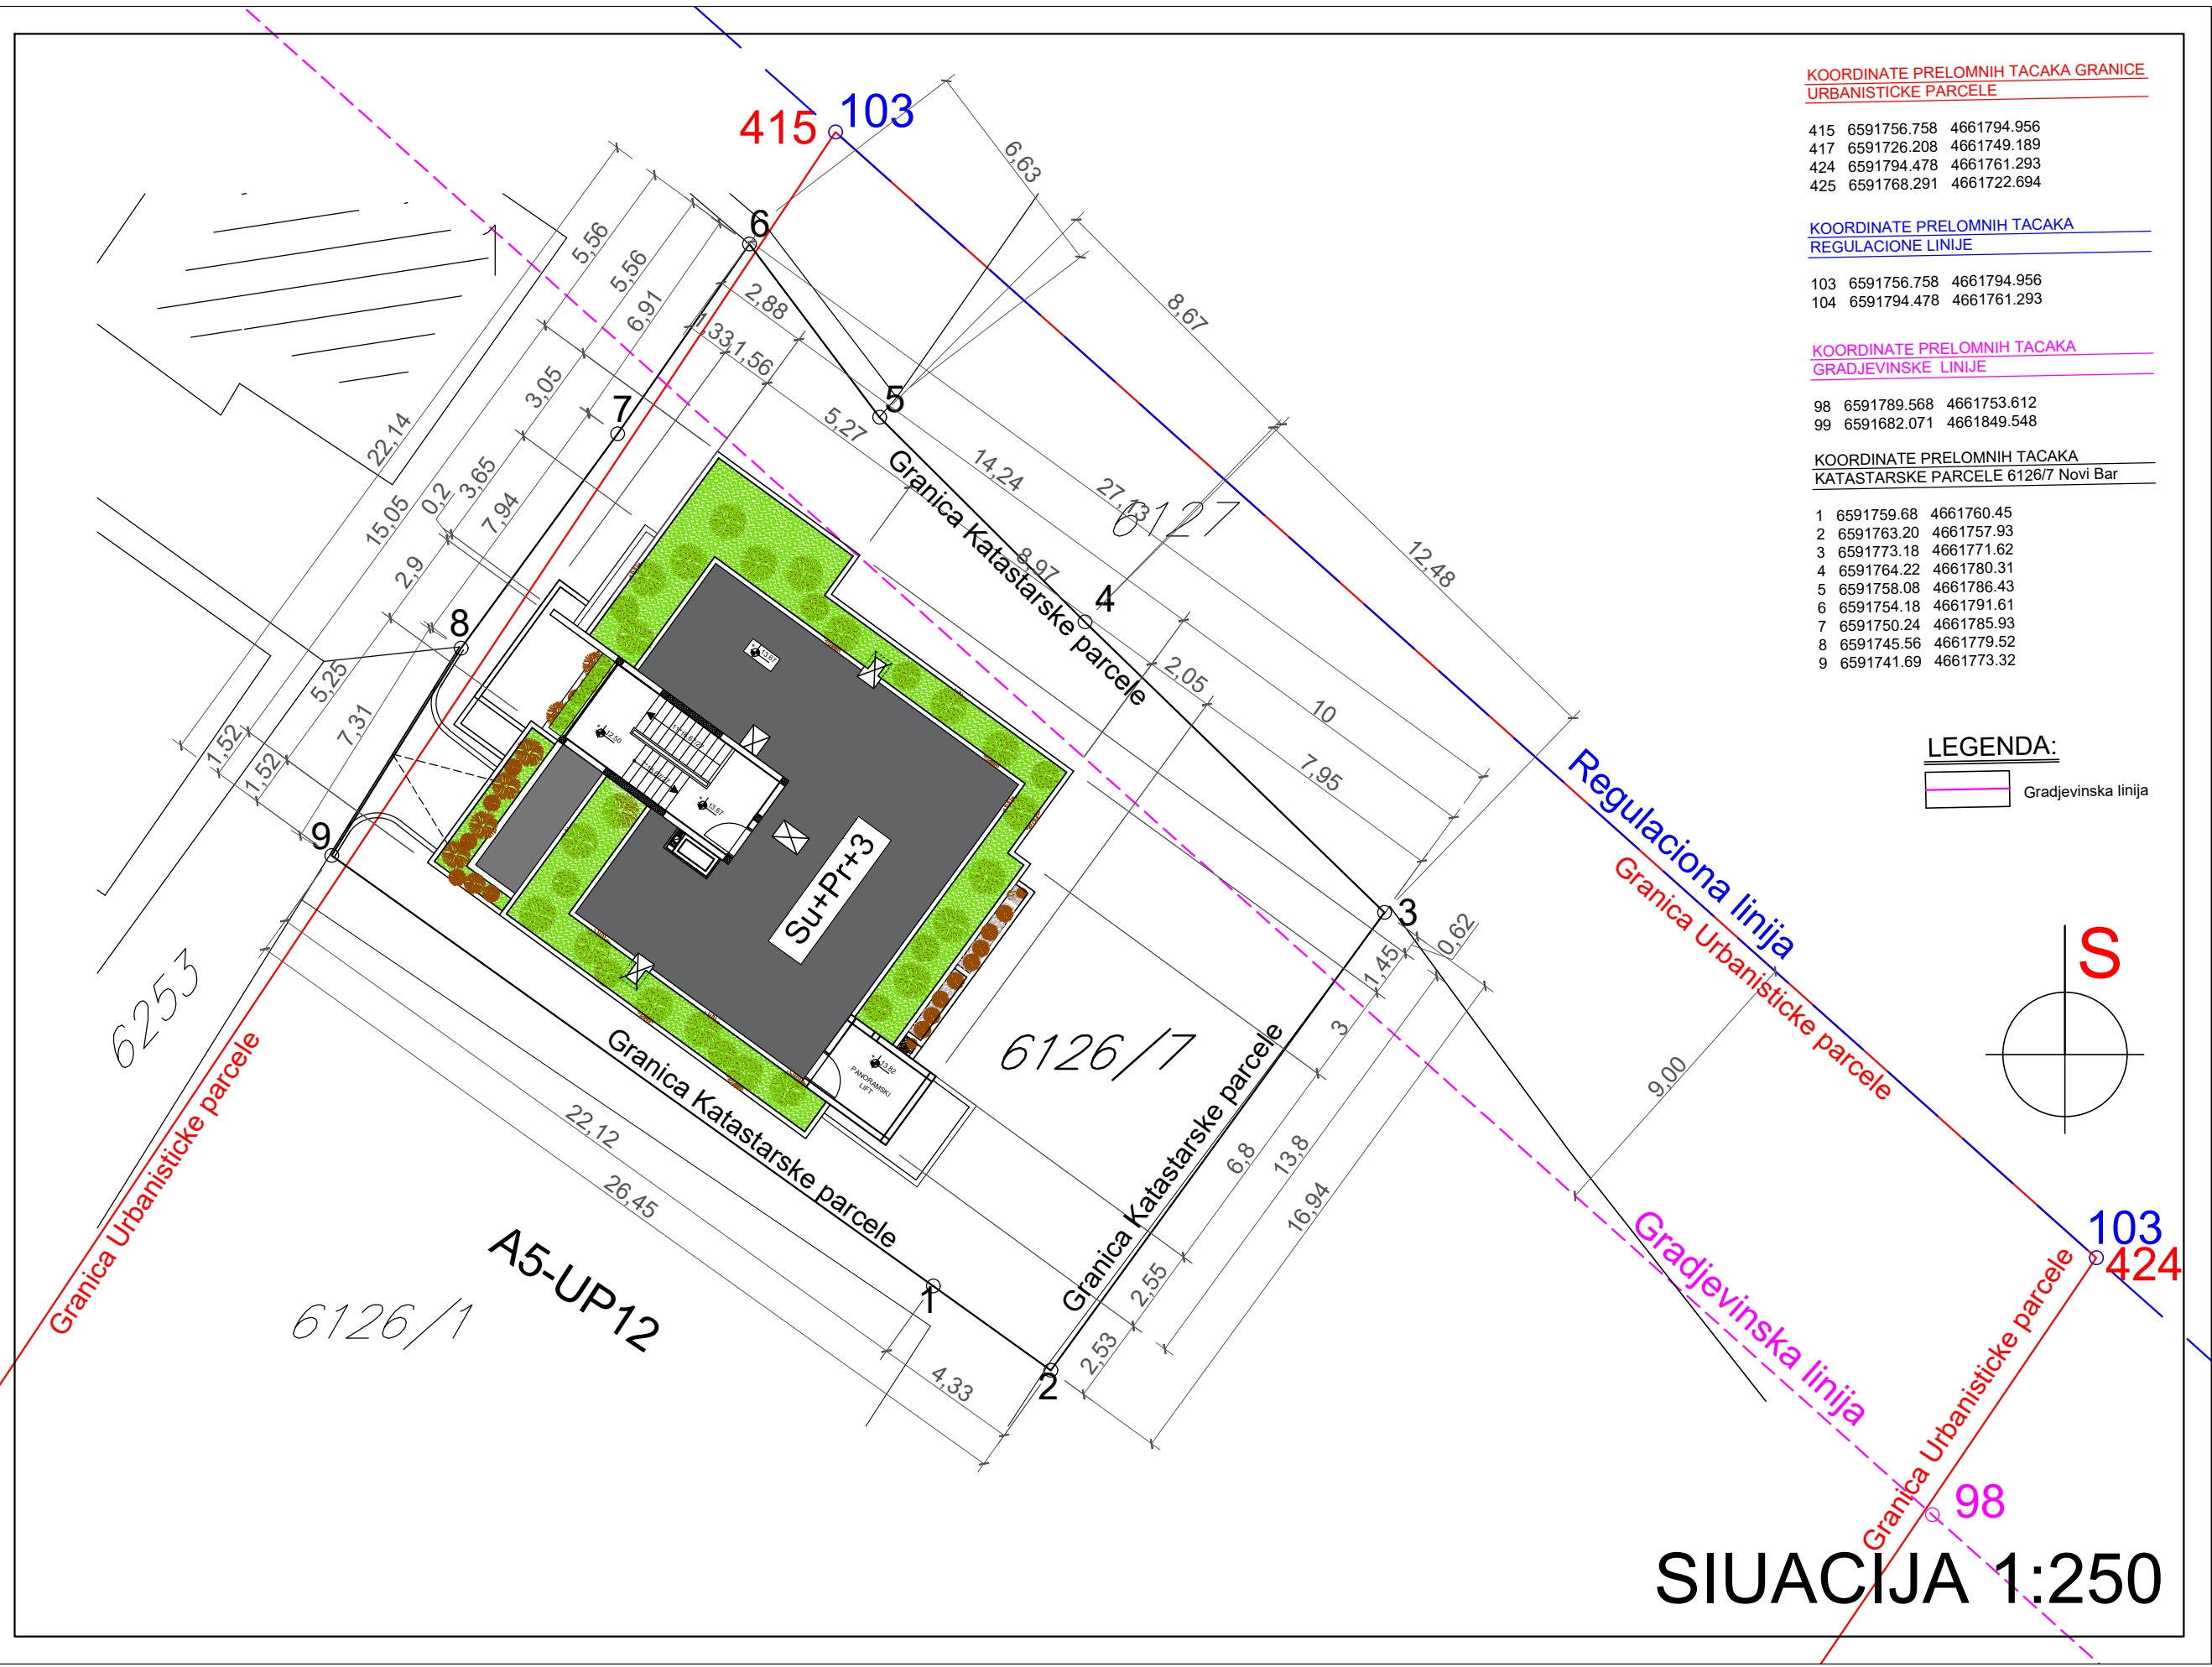 KOORDINATE PRELOMNIH TACAKA GRANICE
URBANISTICKE PARCELE
415 6591756.758 4661794.956
417 6591726.208 4661749.189
424 6591794.478 4661761.293
425 6591768.291 4661722.694
KOORDINATE PRELOMNIH TACAKA
REGULACIONE LINIJE
103 6591756.758 4661794.956
104 6591794.478 4661761.293
KOORDINATE PRELOMNIH TACAKA
GRADJEVINSKE LINIJE
98 6591789.568 4661753.612
99 6591682.071 4661849.548
KOORDINATE PRELOMNIH TACAKA
KATASTARSKE PARCELE 6126/7 Novi Bar
1 6591759.68 4661760.45
2 6591763.20 4661757.93
3 6591773.18 4661771.62
4 6591764.22 4661780.31
5 6591758.08 4661786.43
6 6591754.18 4661791.61
7 6591750.24 4661785.93
8 6591745.56 4661779.52
9 6591741.69 4661773.32
LEGENDA:
Gradjevinska linija
S
415
103
6,63
6
1
5,56
5,56
6,91
2,88
8,67
1,33
1,56
3,05
5
7
5,27
22,14
14,24
27,13
6127
0,2
3,65
15,05
7,94
Granica Katastarske parcele
8,97
12,48
2,9
4
8
13,67
2,05
5,25
10
7,31
12,50
7,95
1,52
1,52
13,67
Regulaciona linija
Granica Urbanisticke parcele
9
Su+Pr+3
3
0,62
1,45
6253
3
9,00
Granica Katastarske parcele
6126/7
13,82
PANORAMSKI
LIFT
Granica Katastarske parcele
22,12
6,8
13,8
26,45
16,94
Granica Urbanisticke parcele
A5-UP12
6126/1
1
2,55
2,53
4,33
2
Gradjevinska linija
103
424
Granica Urbanisticke parcele
98
SIUACIJA 1:250